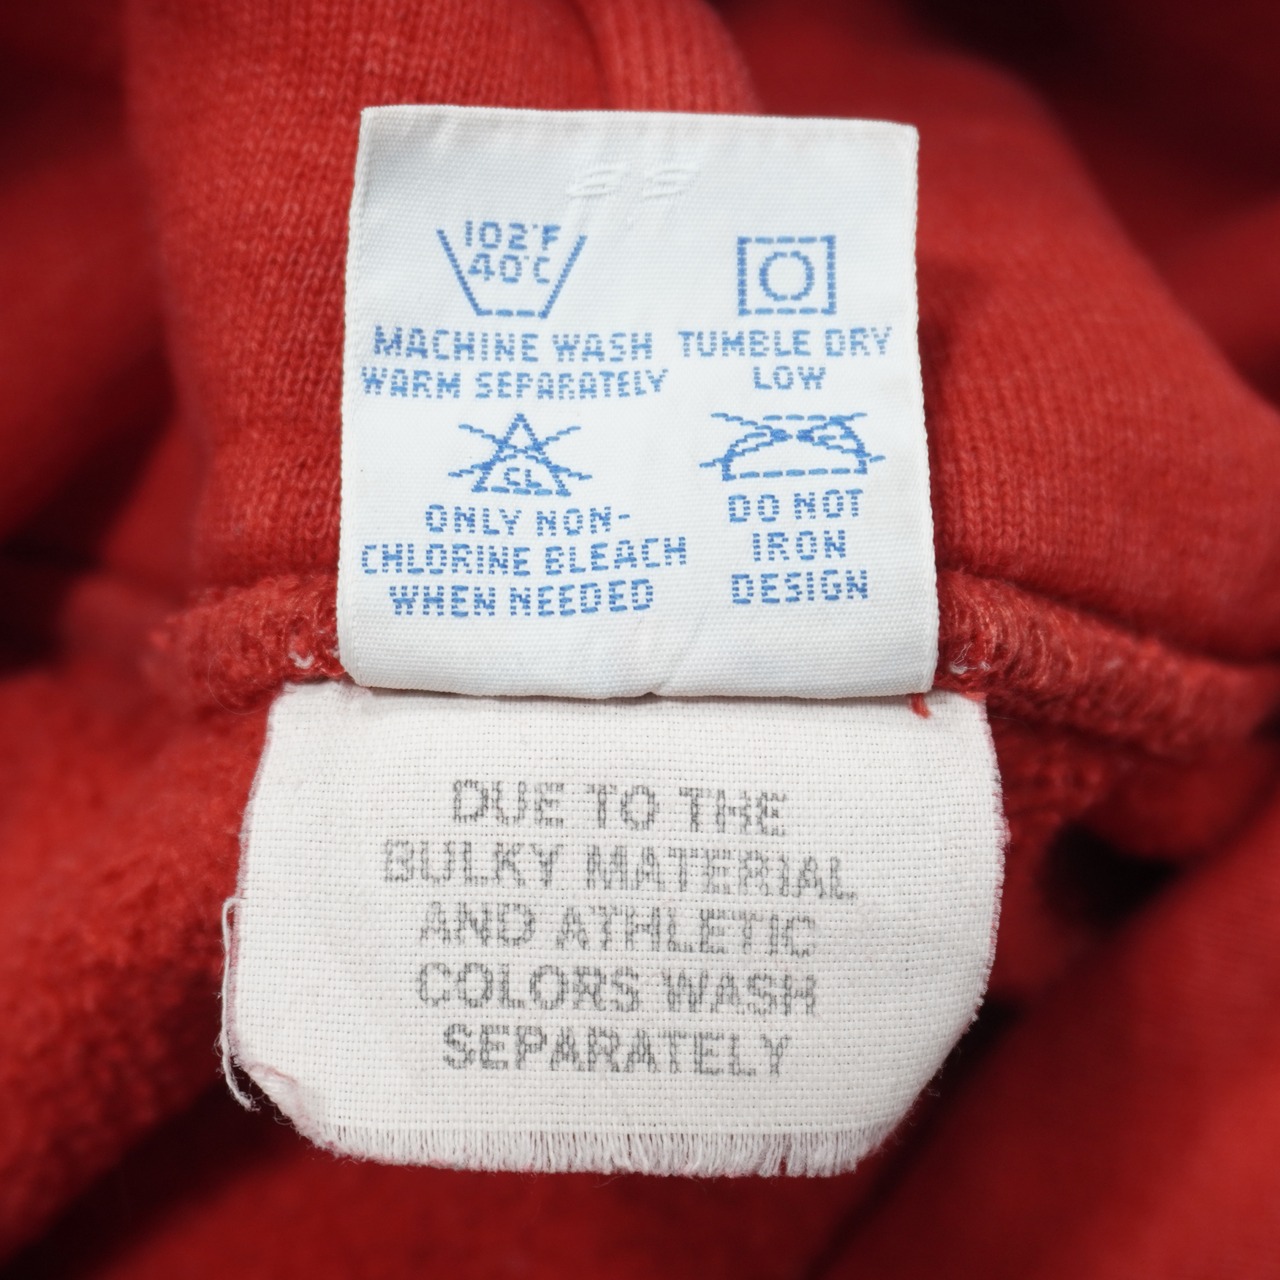 102°F
40°C
MACHINE WASH
WARM SEPARATELY
TUMBLE DRY
LOW
CL
ONLY NON-
CHLORINE BLEACH
WHEN NEEDED
DO NOT
IRON
DESIGN
DUE TO THE
BULKY MATERIAL
AND ATHLETIC
COLORS WASH
SEPARATELY